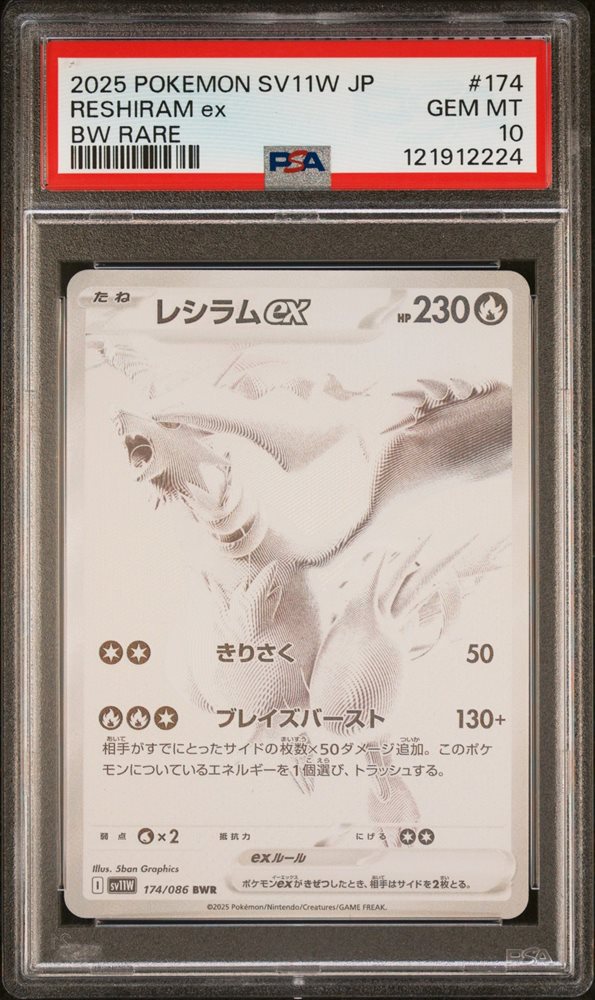 2025 POKEMON SV11W JP #174
RESHIRAM ex GEM MT
BW RARE 10
PSA 121912224
たね レシラムex HP 230
きりさく 50
ブレイズバースト 130+
相手がすでにとったサイドの枚数×50ダメージ追加。このポケ
モンについているエネルギーを1個選び、トラッシュする。
弱点 ×2 抵抗力 にげる
exルール
ポケモンexがきぜつしたとき、相手はサイドを2枚とる。
Illus. 5ban Graphics
I sv11W 174/086 BWR
©2025 Pokémon/Nintendo/Creatures/GAME FREAK.
PSA